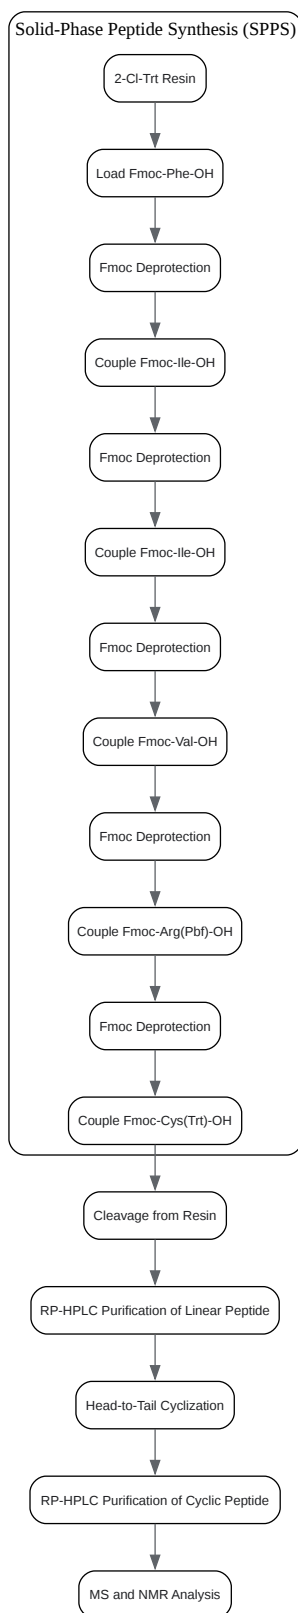 Solid-Phase Peptide Synthesis (SPPS)
2-Cl-Trt Resin
Load Fmoc-Phe-OH
Fmoc Deprotection
Couple Fmoc-Ile-OH
Fmoc Deprotection
Couple Fmoc-Ile-OH
Fmoc Deprotection
Couple Fmoc-Val-OH
Fmoc Deprotection
Couple Fmoc-Arg(Pbf)-OH
Fmoc Deprotection
Couple Fmoc-Cys(Trt)-OH
Cleavage from Resin
RP-HPLC Purification of Linear Peptide
Head-to-Tail Cyclization
RP-HPLC Purification of Cyclic Peptide
MS and NMR Analysis